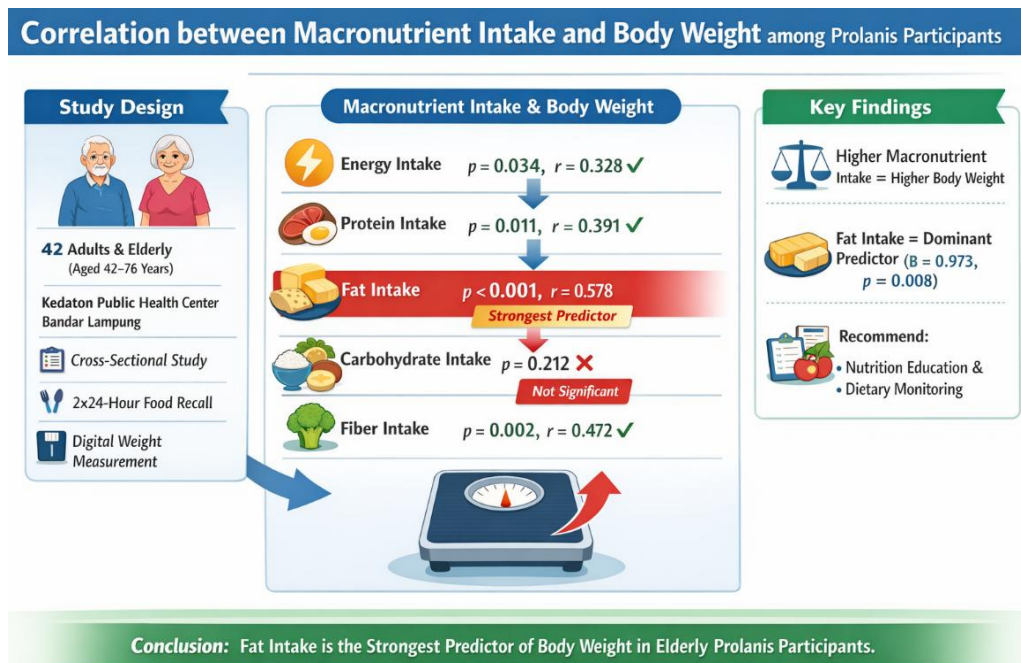 Correlation between Macronutrient Intake and Body Weight among Prolanis Participants
Study Design
42 Adults & Elderly
(Aged 42–76 Years)
Kedaton Public Health Center
Bandar Lampung
Cross-Sectional Study
2x24-Hour Food Recall
Digital Weight
Measurement
Macronutrient Intake & Body Weight
Energy Intake p = 0.034, r = 0.328 ✓
Protein Intake p = 0.011, r = 0.391 ✓
Fat Intake p < 0.001, r = 0.578
Strongest Predictor
Carbohydrate Intake p = 0.212 ✗
Not Significant
Fiber Intake p = 0.002, r = 0.472 ✓
Key Findings
Higher Macronutrient
Intake = Higher Body Weight
Fat Intake = Dominant
Predictor (B = 0.973,
p = 0.008)
Recommend:
• Nutrition Education &
• Dietary Monitoring
Conclusion: Fat Intake is the Strongest Predictor of Body Weight in Elderly Prolanis Participants.